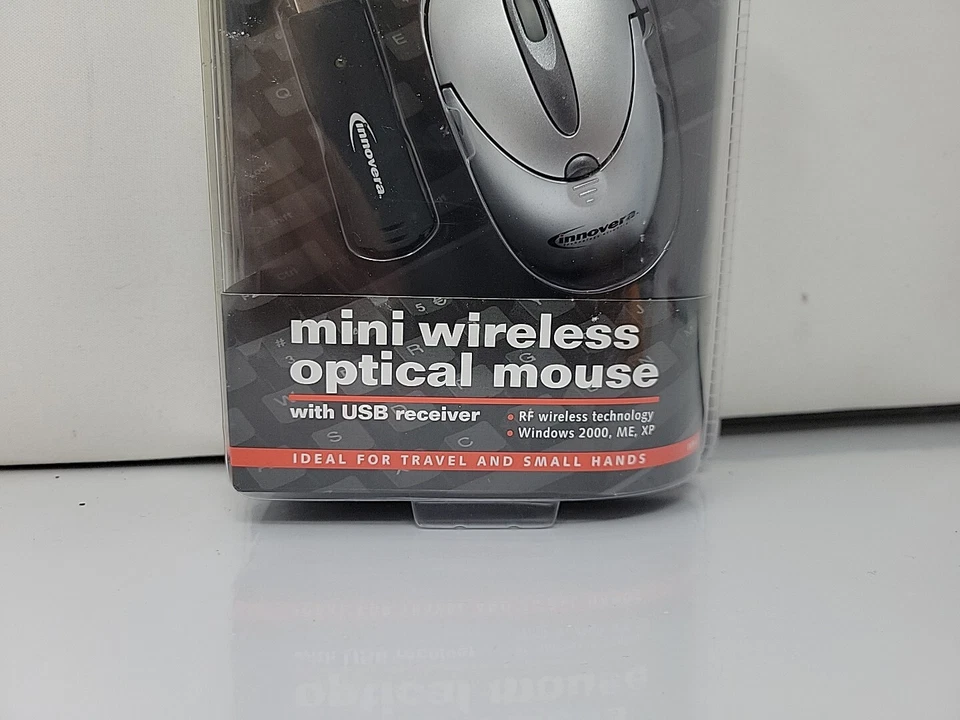 innovera
innovera
mini wireless
optical mouse
with USB receiver
• RF wireless technology
• Windows 2000, ME, XP
IDEAL FOR TRAVEL AND SMALL HANDS